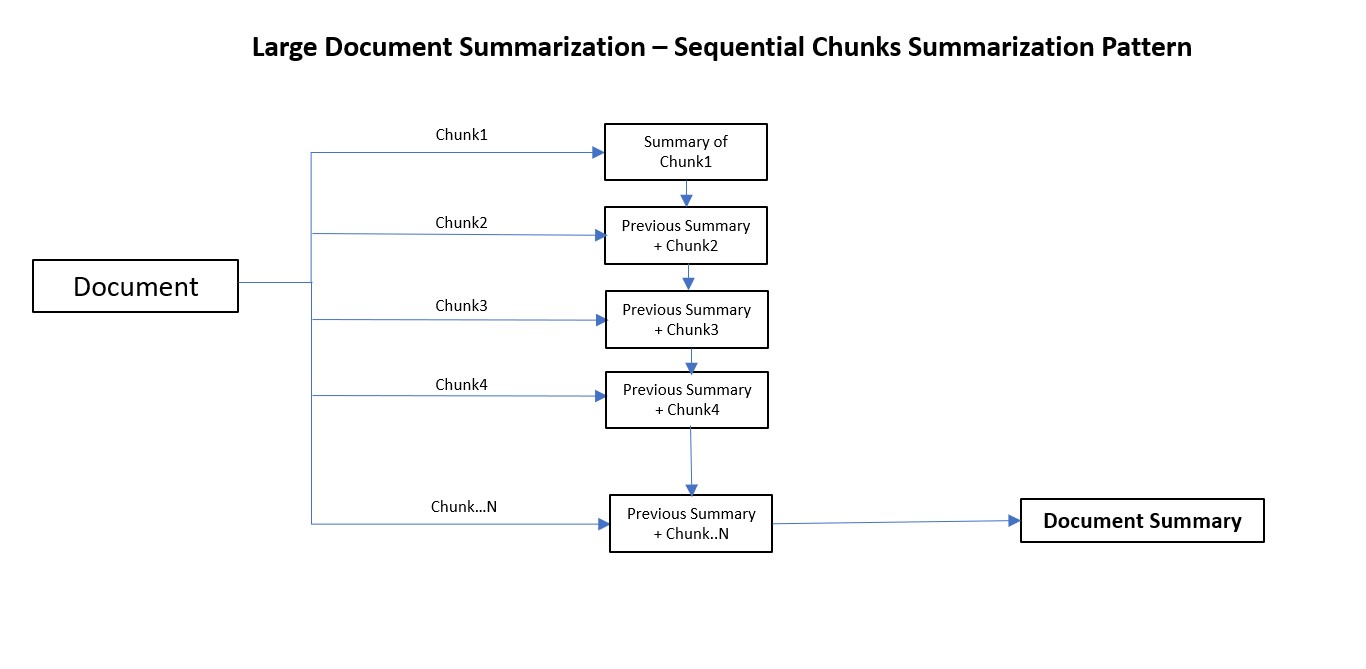 Large Document Summarization – Sequential Chunks Summarization Pattern
Chunk1
Summary of
Chunk1
Chunk2
Previous Summary
+ Chunk2
Document
Chunk3
Previous Summary
+ Chunk3
Chunk4
Previous Summary
+ Chunk4
Chunk...N
Previous Summary
+ Chunk..N
Document Summary